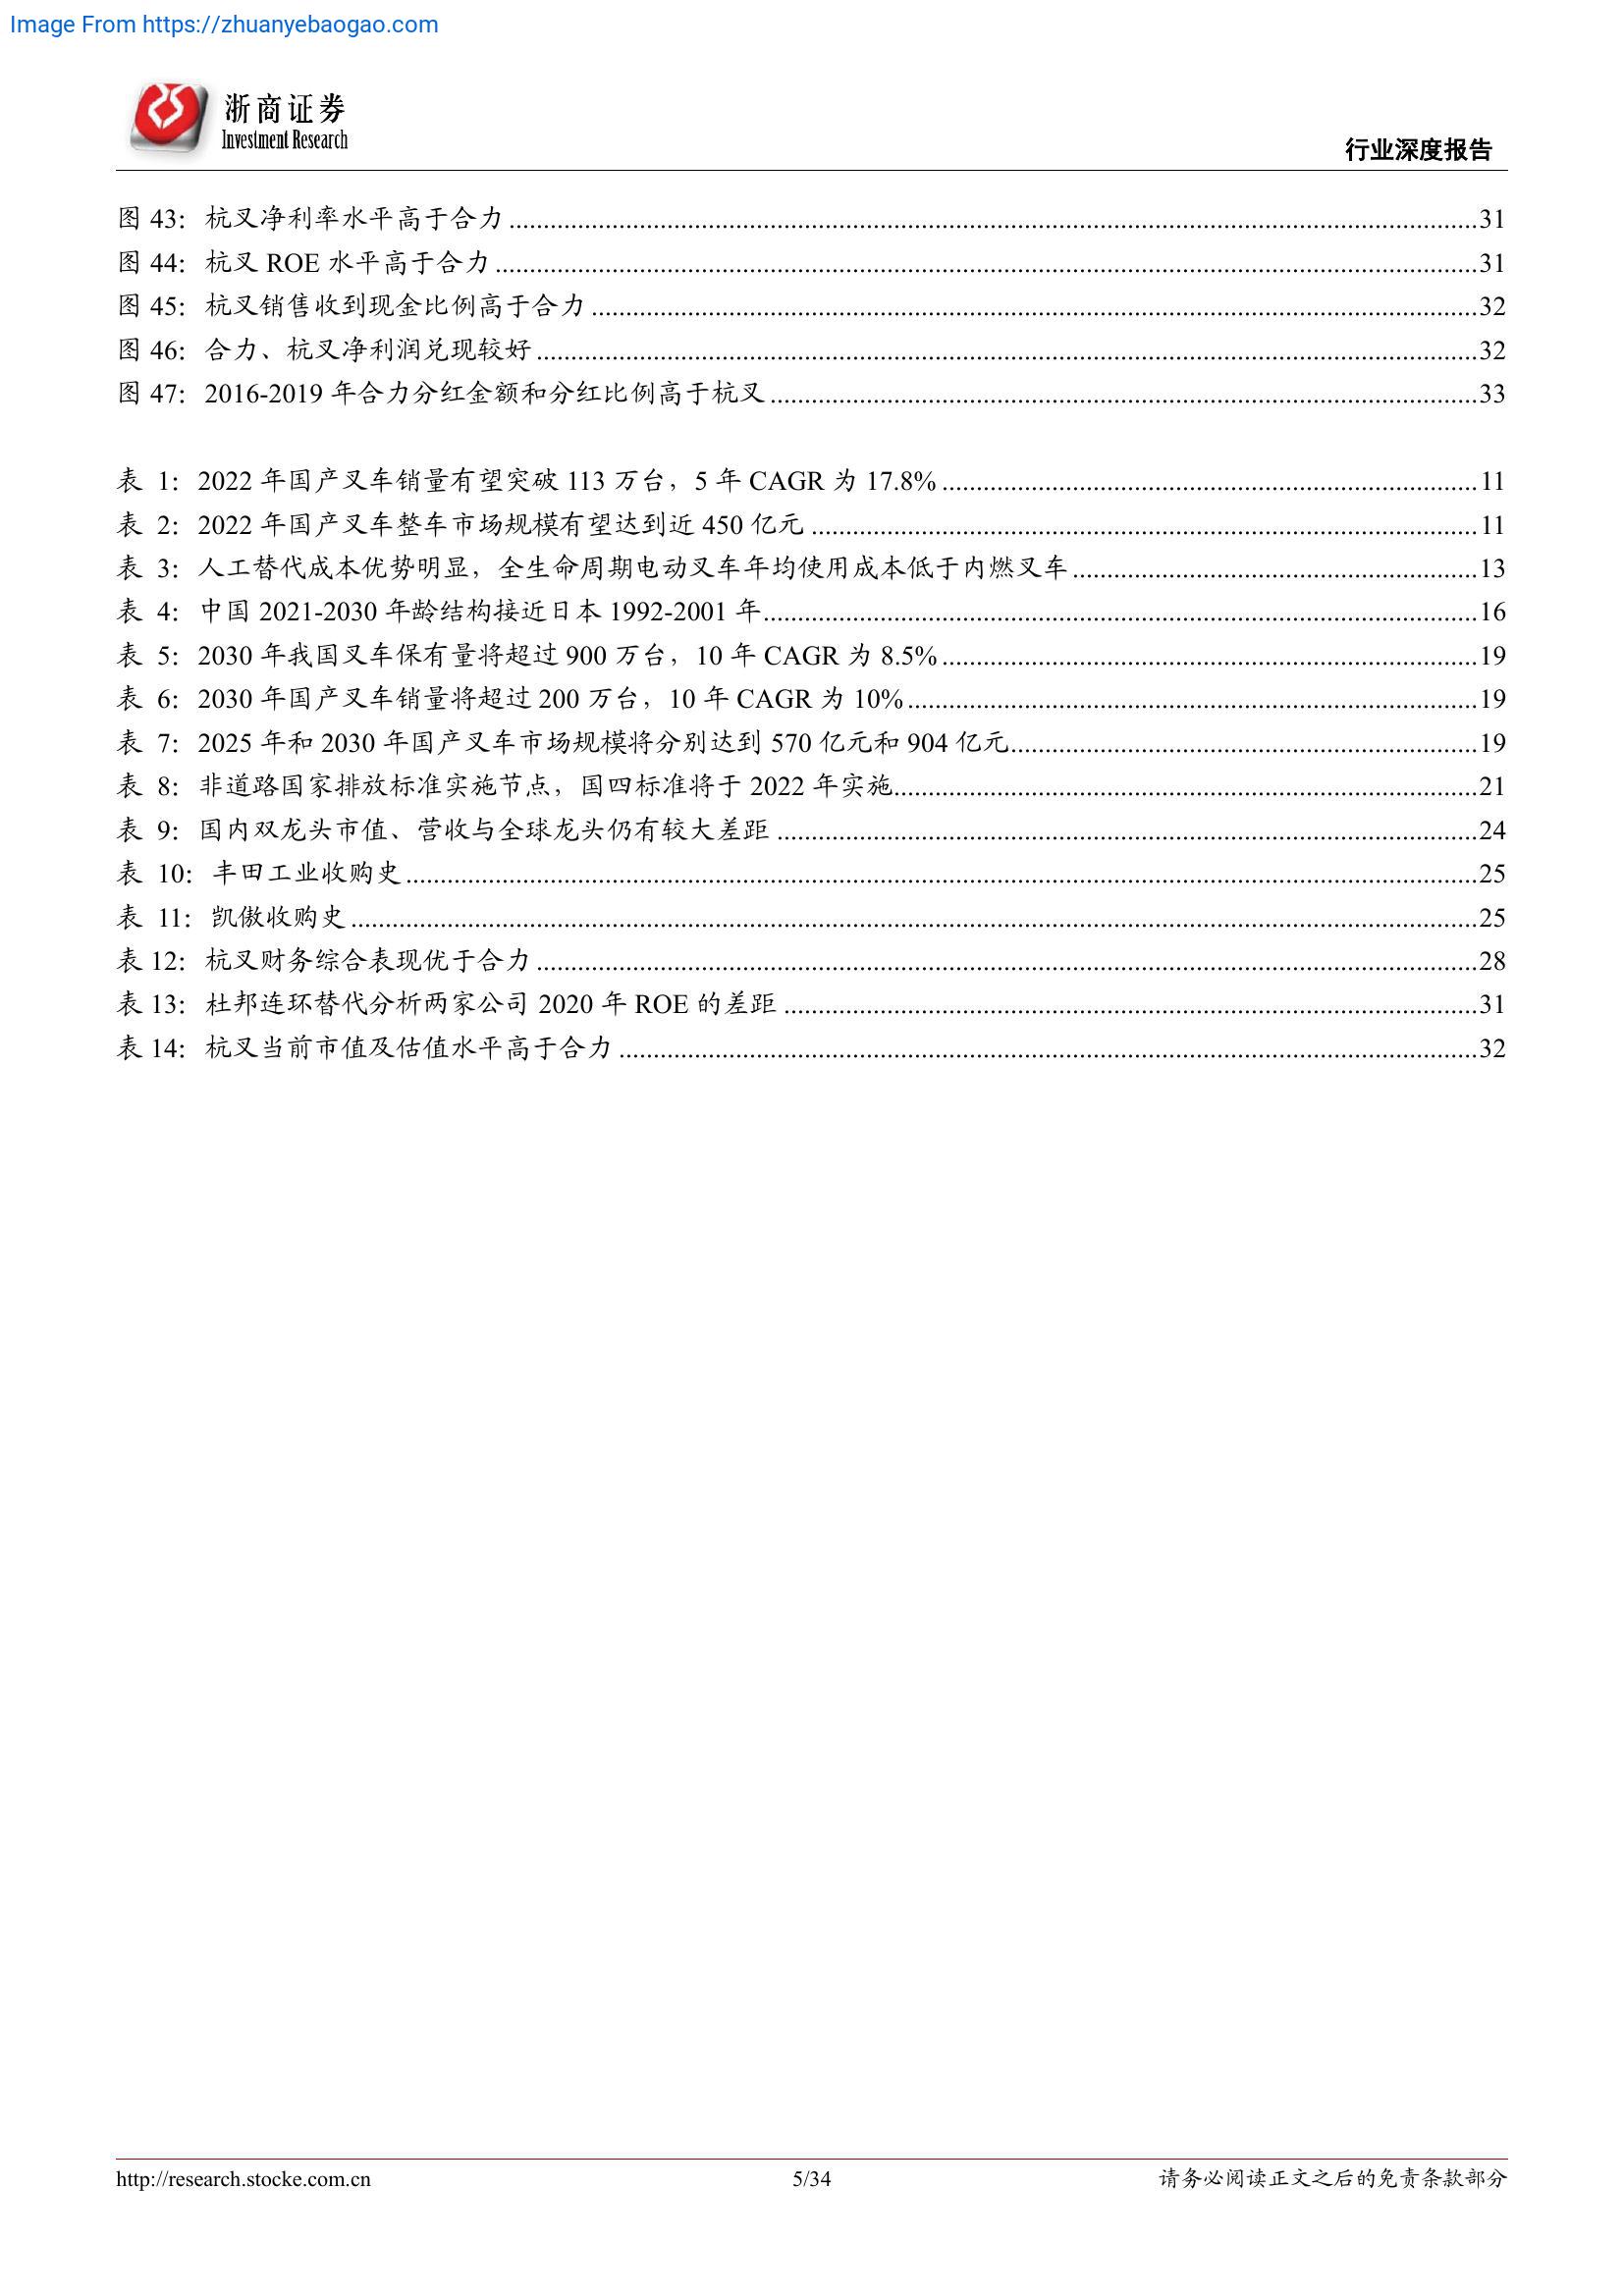 Image From https://zhuanyebaogao.com
浙商证券
Investment Research
行业深度报告
图 43：杭叉净利率水平高于合力 ........ 31
图 44：杭叉 ROE 水平高于合力 ........ 31
图 45：杭叉销售收到现金比例高于合力 ........ 32
图 46：合力、杭叉净利润兑现较好 ........ 32
图 47：2016-2019 年合力分红金额和分红比例高于杭叉 ........ 33
表 1：2022 年国产叉车销量有望突破 113 万台，5 年 CAGR 为 17.8% ........ 11
表 2：2022 年国产叉车整车市场规模有望达到近 450 亿元 ........ 11
表 3：人工替代成本优势明显，全生命周期电动叉车年均使用成本低于内燃叉车 ........ 13
表 4：中国 2021-2030 年龄结构接近日本 1992-2001 年 ........ 16
表 5：2030 年我国叉车保有量将超过 900 万台，10 年 CAGR 为 8.5% ........ 19
表 6：2030 年国产叉车销量将超过 200 万台，10 年 CAGR 为 10% ........ 19
表 7：2025 年和 2030 年国产叉车市场规模将分别达到 570 亿元和 904 亿元 ........ 19
表 8：非道路国家排放标准实施节点，国四标准将于 2022 年实施 ........ 21
表 9：国内双龙头市值、营收与全球龙头仍有较大差距 ........ 24
表 10：丰田工业收购史 ........ 25
表 11：凯傲收购史 ........ 25
表 12：杭叉财务综合表现优于合力 ........ 28
表 13：杜邦连环替代分析两家公司 2020 年 ROE 的差距 ........ 31
表 14：杭叉当前市值及估值水平高于合力 ........ 32
http://research.stocke.com.cn
5/34
请务必阅读正文之后的免责条款部分